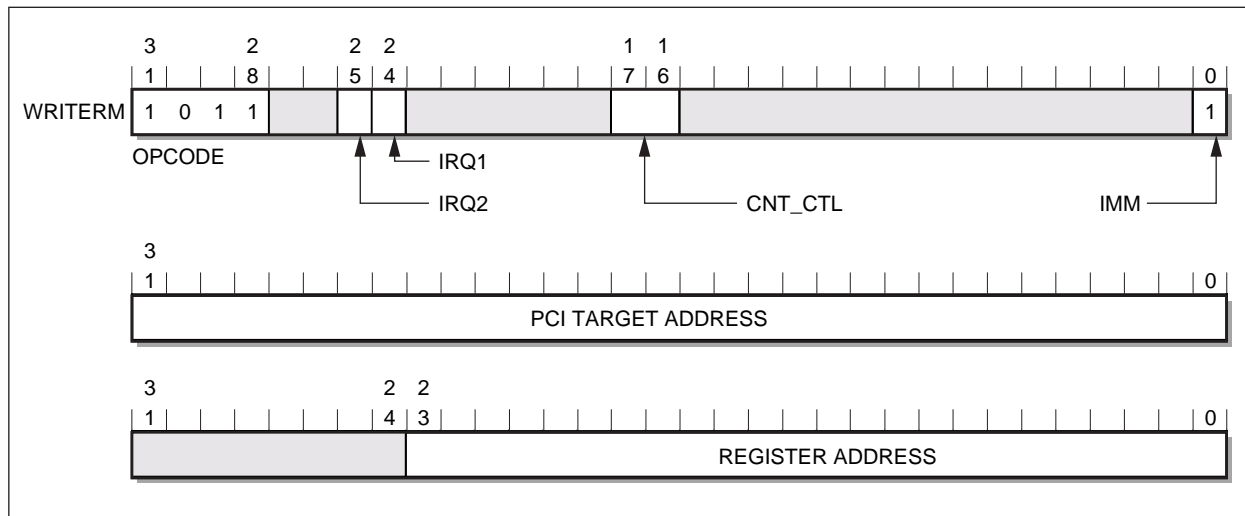 3 2 2 2 1 1
1 8 5 4 7 6 0
WRITERM 1 0 1 1 1
OPCODE
IRQ1
IRQ2 CNT_CTL IMM
3
1 0
PCI TARGET ADDRESS
3 2 2
1 4 3 0
REGISTER ADDRESS